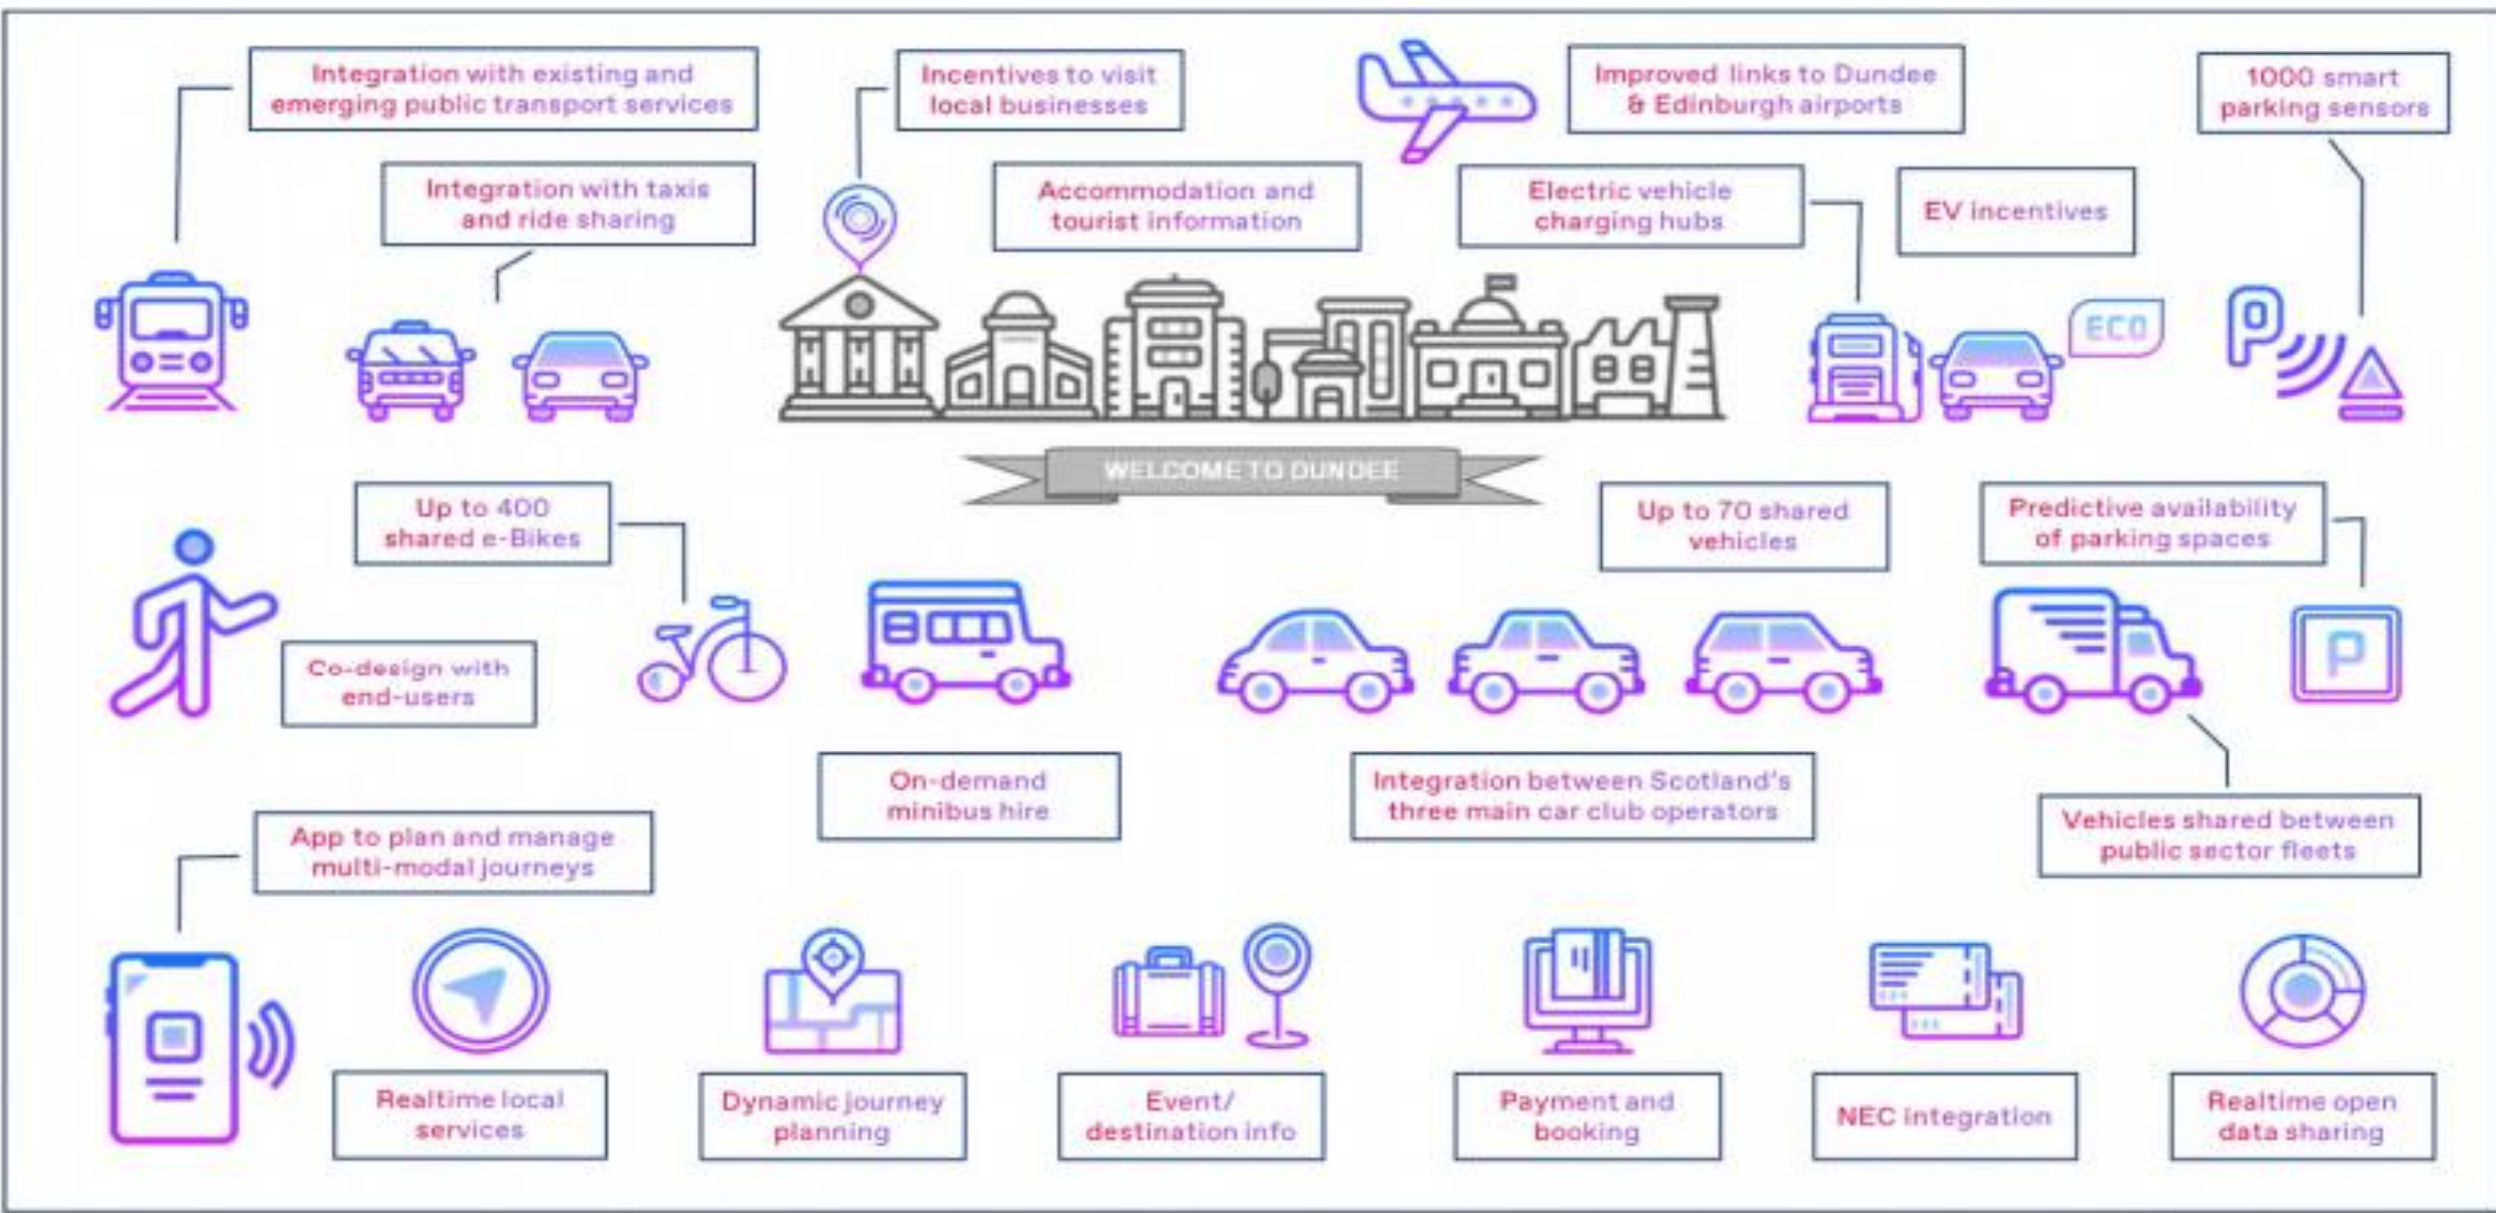 Integration with existing and
emerging public transport services
Incentives to visit
local businesses
Improved links to Dundee
& Edinburgh airports
1000 smart
parking sensors
Integration with taxis
and ride sharing
Accommodation and
tourist information
Electric vehicle
charging hubs
EV incentives
ECO
P
WELCOME TO DUNDEE
Up to 400
shared e-Bikes
Up to 70 shared
vehicles
Predictive availability
of parking spaces
P
Co-design with
end-users
On-demand
minibus hire
Integration between Scotland's
three main car club operators
Vehicles shared between
public sector fleets
App to plan and manage
multi-modal journeys
Realtime local
services
Dynamic journey
planning
Event/
destination info
Payment and
booking
NEC integration
Realtime open
data sharing